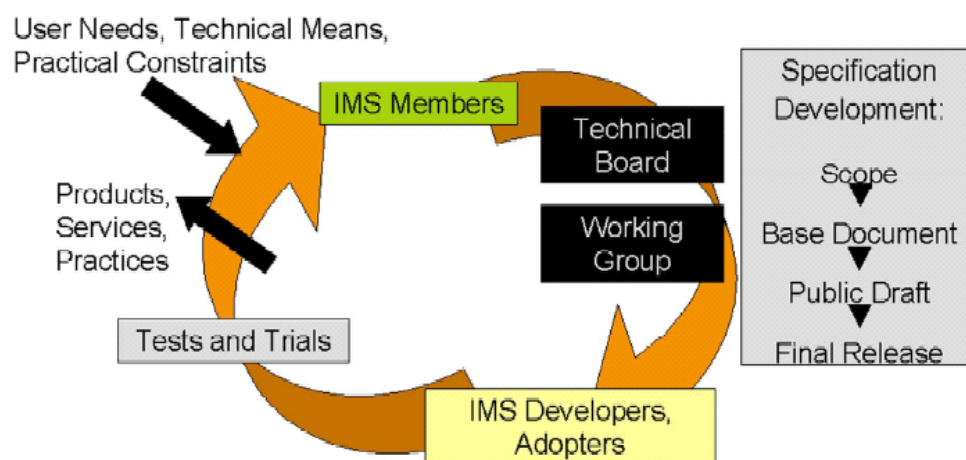 User Needs, Technical Means,
Practical Constraints
IMS Members
Technical
Board
Working
Group
Products,
Services,
Practices
Tests and Trials
IMS Developers,
Adopters
Specification
Development:
Scope
Base Document
Public Draft
Final Release